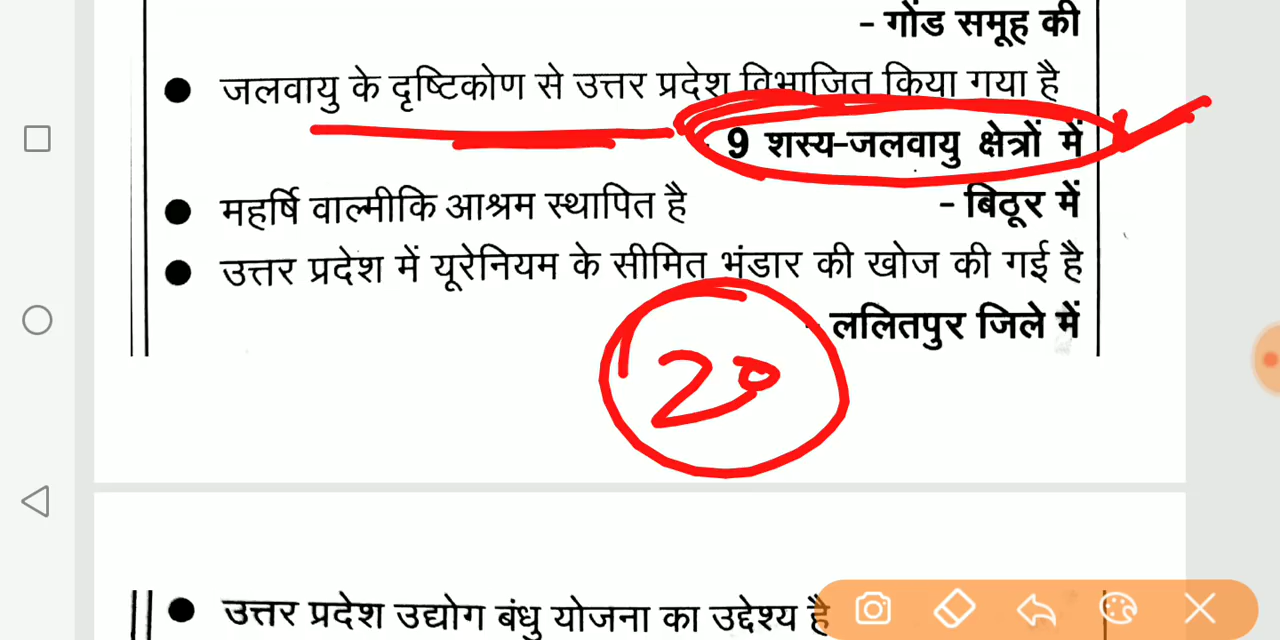 - गोंड समूह की
● जलवायु के दृष्टिकोण से उत्तर प्रदेश विभाजित किया गया है
- 9 शस्य-जलवायु क्षेत्रों में
● महर्षि वाल्मीकि आश्रम स्थापित है - बिठूर में
● उत्तर प्रदेश में यूरेनियम के सीमित भंडार की खोज की गई है
- ललितपुर जिले में
20
● उत्तर प्रदेश उद्योग बंधु योजना का उद्देश्य है